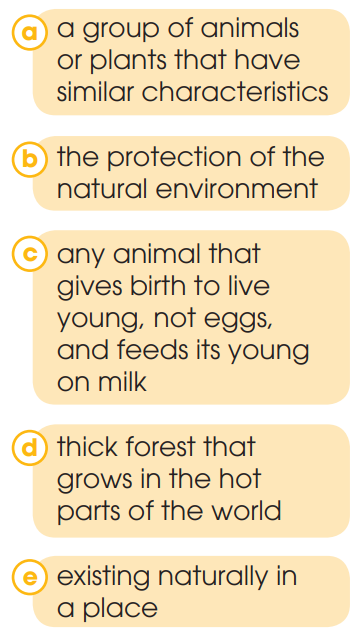 a a group of animals
or plants that have
similar characteristics
b the protection of the
natural environment
c any animal that
gives birth to live
young, not eggs,
and feeds its young
on milk
d thick forest that
grows in the hot
parts of the world
e existing naturally in
a place